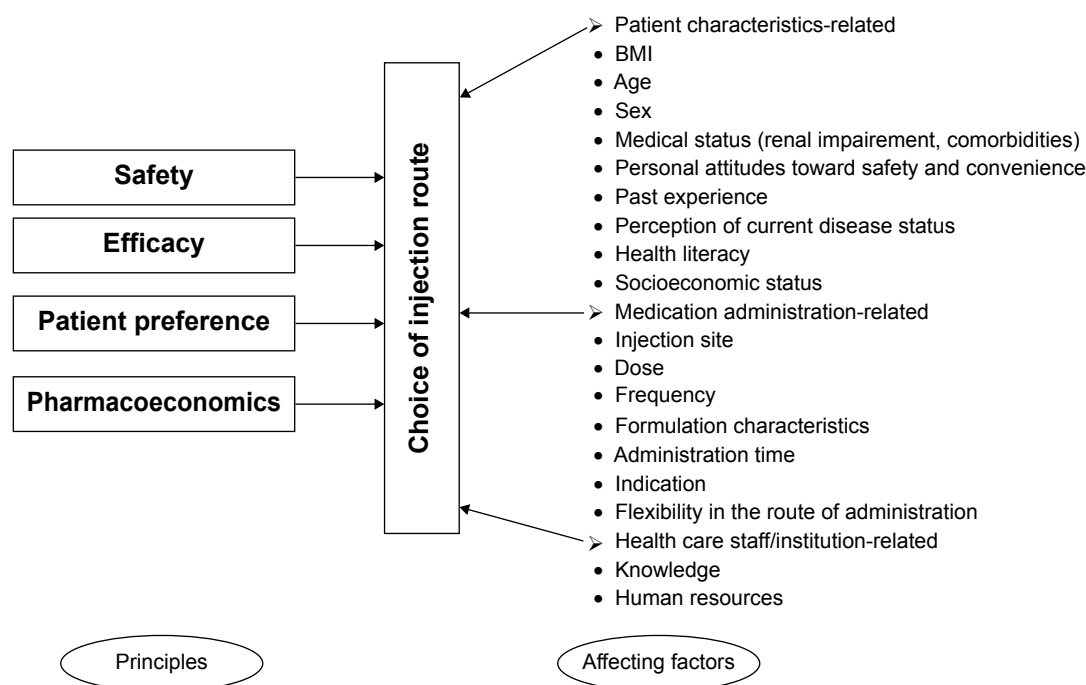 Safety
Efficacy
Patient preference
Pharmacoeconomics
Choice of injection route
➢ Patient characteristics-related
• BMI
• Age
• Sex
• Medical status (renal impairement, comorbidities)
• Personal attitudes toward safety and convenience
• Past experience
• Perception of current disease status
• Health literacy
• Socioeconomic status
➢ Medication administration-related
• Injection site
• Dose
• Frequency
• Formulation characteristics
• Administration time
• Indication
• Flexibility in the route of administration
➢ Health care staff/institution-related
• Knowledge
• Human resources
Principles
Affecting factors